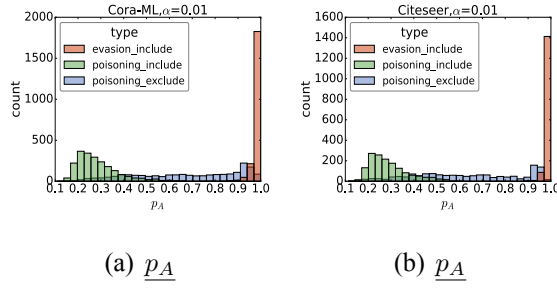 Cora-ML,α=0.01
2000
1500
1000
500
0
count
type
evasion_include
poisoning_include
poisoning_exclude
0.1 0.2 0.3 0.4 0.5 0.6 0.7 0.8 0.9 1.0
p_A
(a) p_A
Citeseer,α=0.01
1600
1400
1200
1000
800
600
400
200
0
count
type
evasion_include
poisoning_include
poisoning_exclude
0.1 0.2 0.3 0.4 0.5 0.6 0.7 0.8 0.9 1.0
p_A
(b) p_A